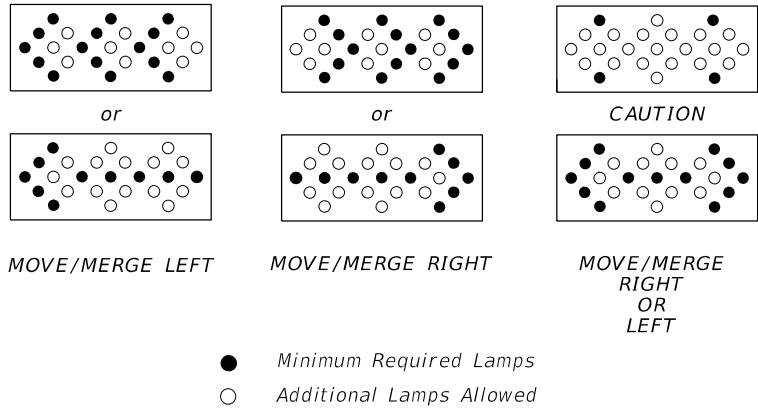 or
or
CAUTION
MOVE/MERGE LEFT
MOVE/MERGE RIGHT
MOVE/MERGE
RIGHT
OR
LEFT
Minimum Required Lamps
Additional Lamps Allowed